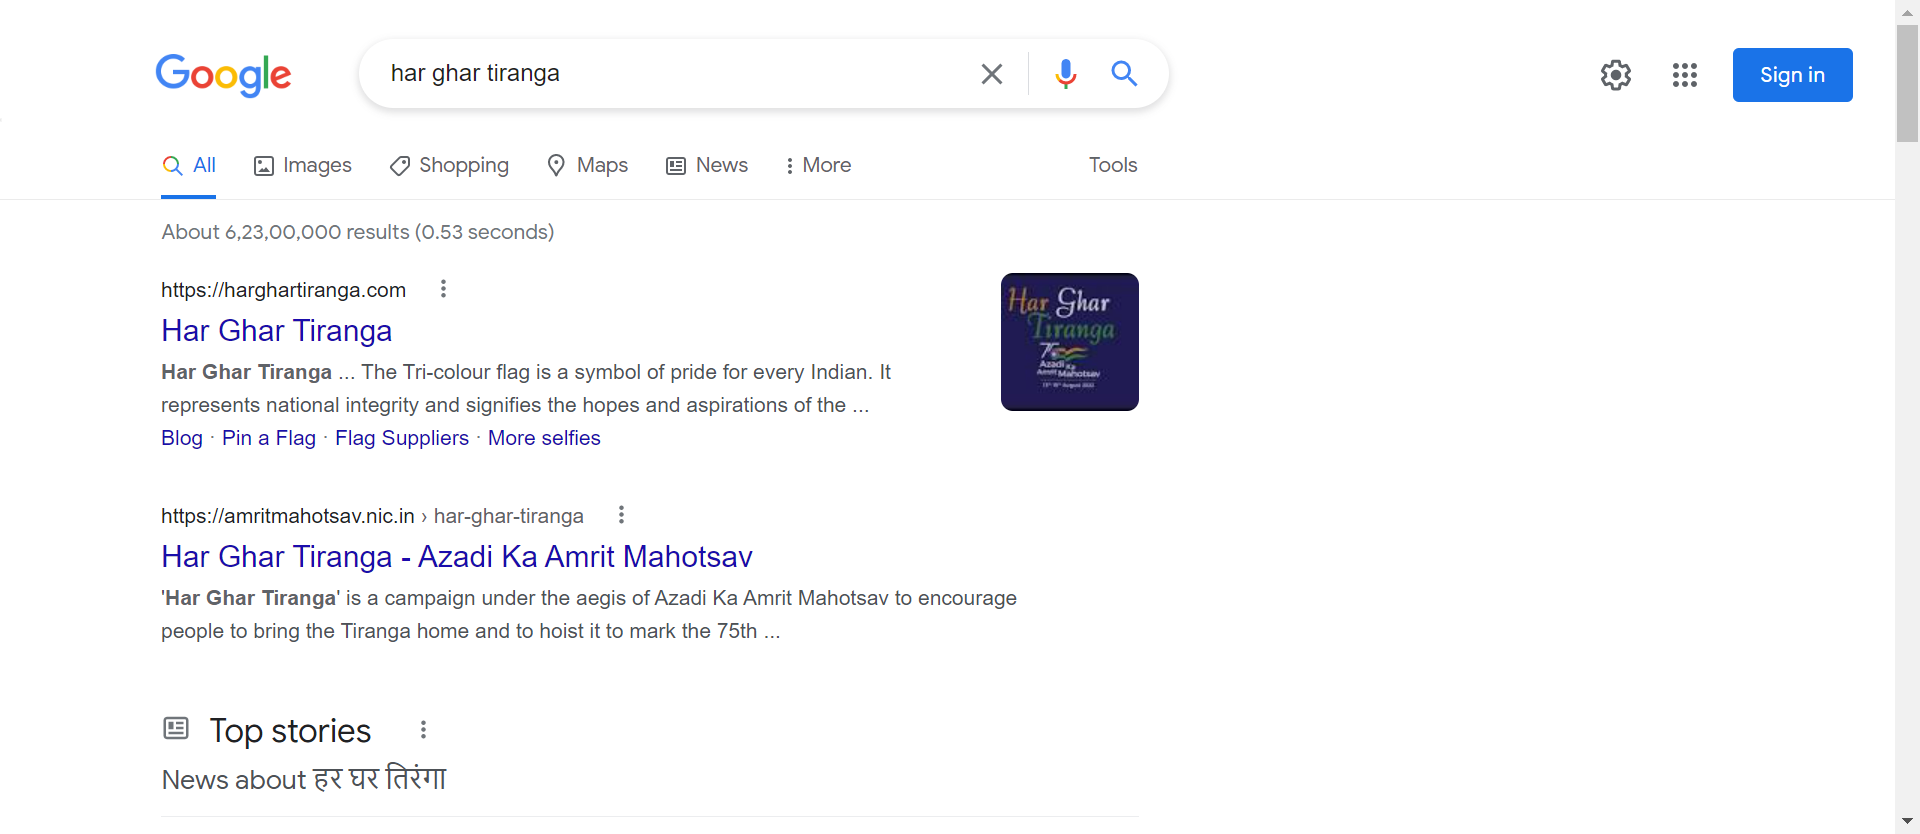 Google
har ghar tiranga
Sign in
All
Images
Shopping
Maps
News
More
Tools
About 6,23,00,000 results (0.53 seconds)
https://harghartiranga.com
Har Ghar Tiranga
Har Ghar Tiranga ... The Tri-colour flag is a symbol of pride for every Indian. It
represents national integrity and signifies the hopes and aspirations of the ...
Blog · Pin a Flag · Flag Suppliers · More selfies
Har Ghar
Tiranga
75
Azadi Ka
Amrit Mahotsav
13th-15th August 2022
https://amritmahotsav.nic.in › har-ghar-tiranga
Har Ghar Tiranga - Azadi Ka Amrit Mahotsav
'Har Ghar Tiranga' is a campaign under the aegis of Azadi Ka Amrit Mahotsav to encourage
people to bring the Tiranga home and to hoist it to mark the 75th ...
Top stories
News about हर घर तिरंगा